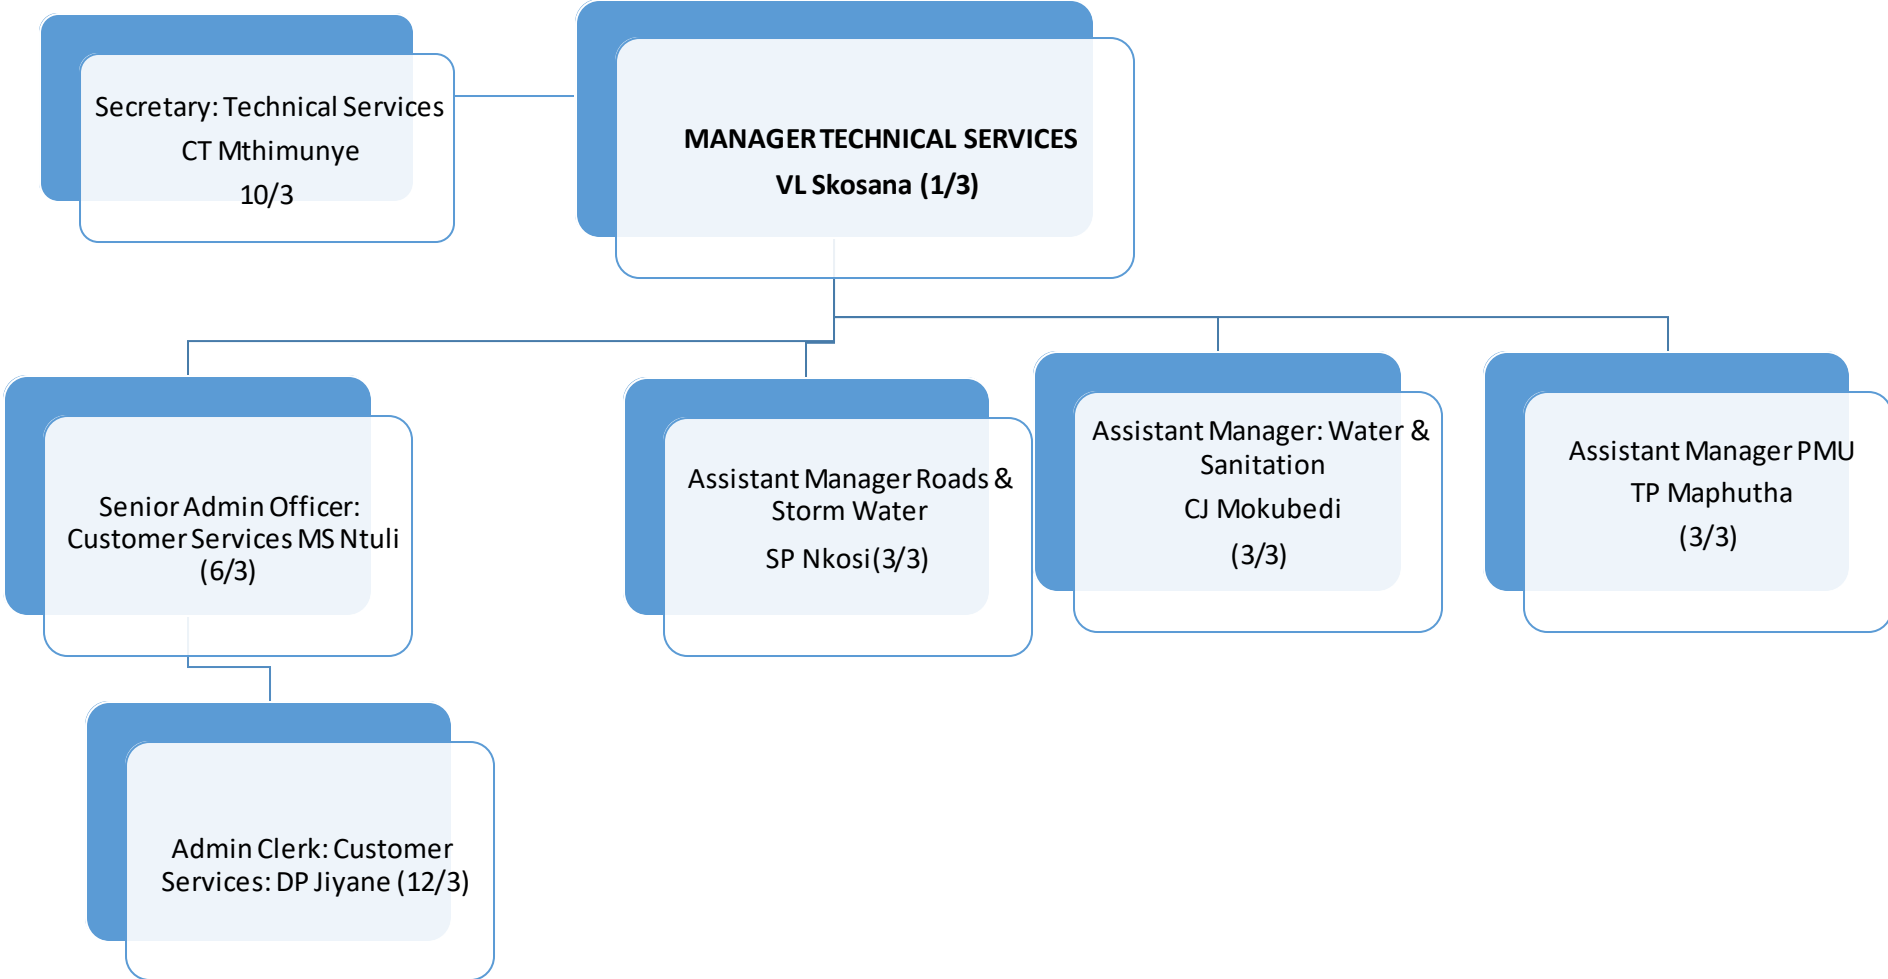 Secretary: Technical Services
CT Mthimunye
10/3
MANAGER TECHNICAL SERVICES
VL Skosana (1/3)
Senior Admin Officer:
Customer Services MS Ntuli
(6/3)
Assistant Manager Roads &
Storm Water
SP Nkosi (3/3)
Assistant Manager: Water &
Sanitation
CJ Mokubedi
(3/3)
Assistant Manager PMU
TP Maphutha
(3/3)
Admin Clerk: Customer
Services: DP Jiyane (12/3)